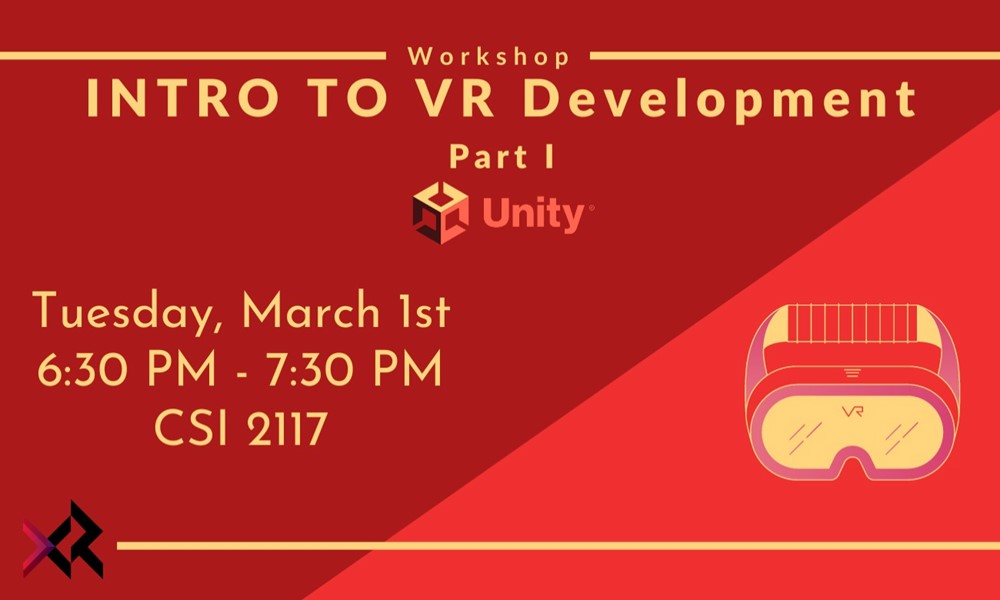 Workshop
INTRO TO VR Development
Part I
Unity®
Tuesday, March 1st
6:30 PM - 7:30 PM
CSI 2117
VR
XR